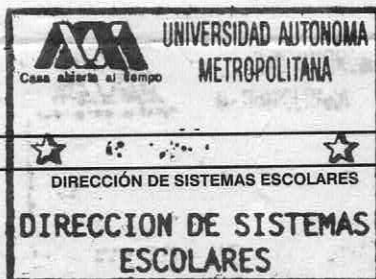 UNIVERSIDAD AUTONOMA
METROPOLITANA
Casa abierta al tiempo
DIRECCIÓN DE SISTEMAS ESCOLARES
DIRECCION DE SISTEMAS
ESCOLARES